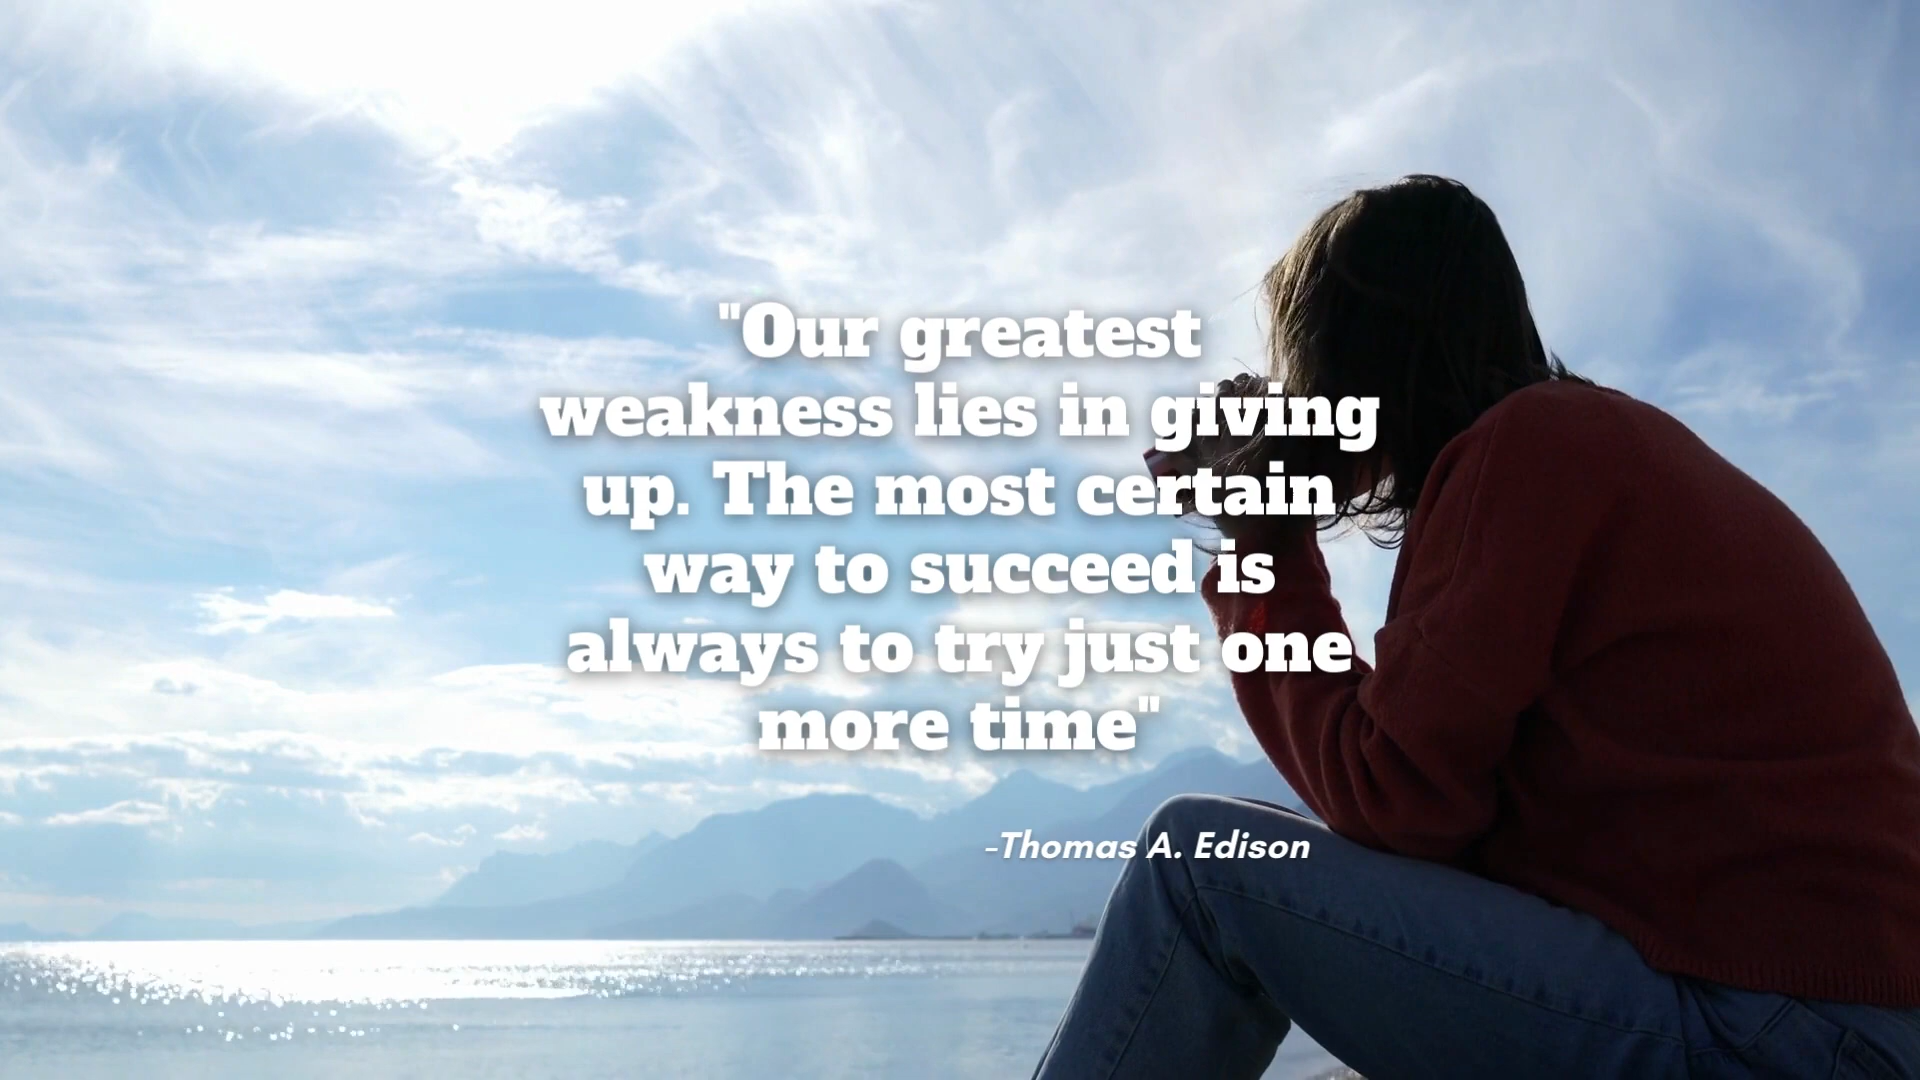 "Our greatest
weakness lies in giving
up. The most certain
way to succeed is
always to try just one
more time"
-Thomas A. Edison